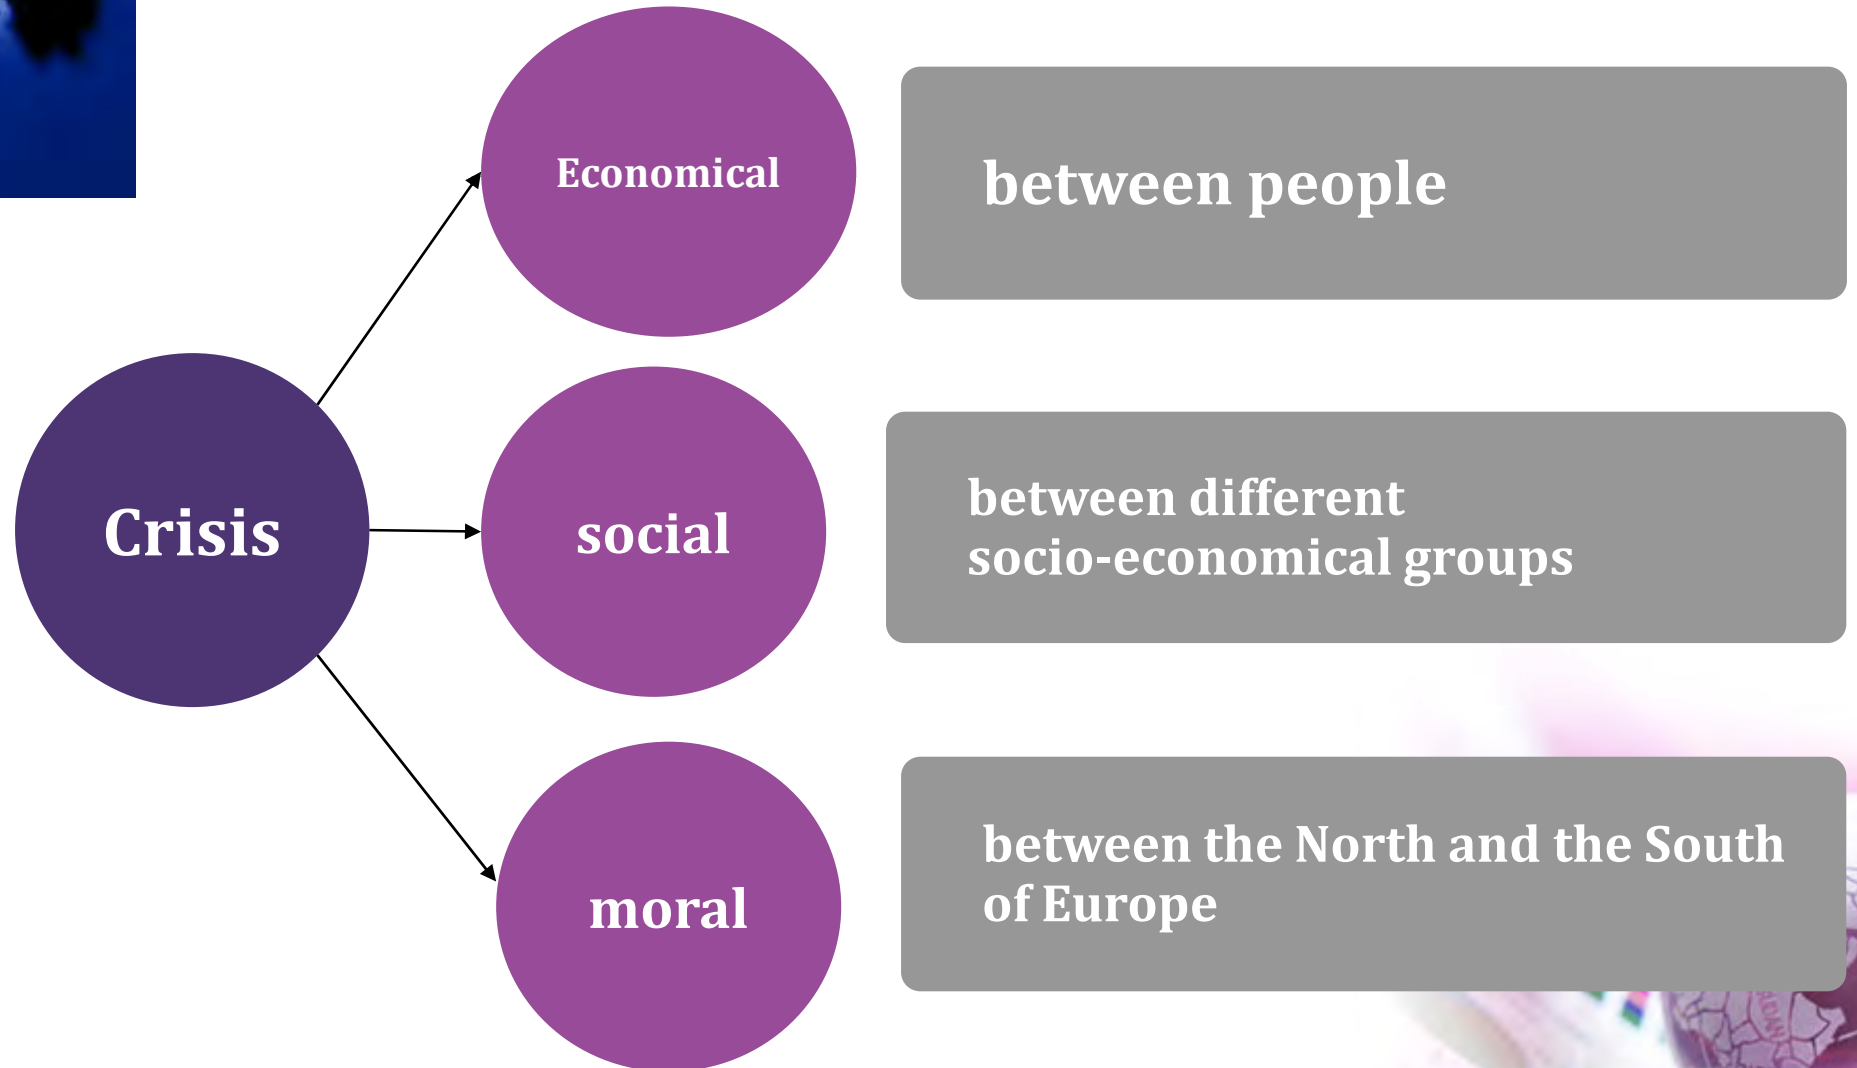 Economical
between people
Crisis
social
between different
socio-economical groups
moral
between the North and the South
of Europe